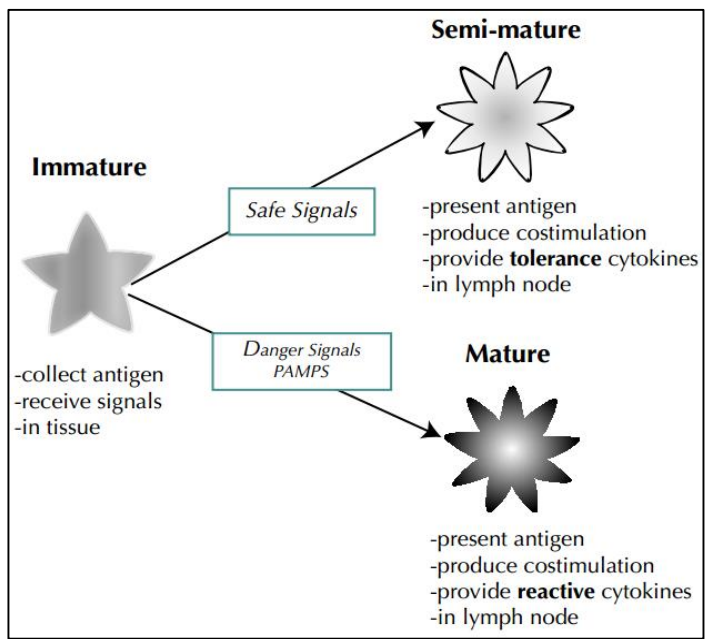 Semi-mature
Immature
Safe Signals
-present antigen
-produce costimulation
-provide tolerance cytokines
-in lymph node
Danger Signals
PAMPS
Mature
-collect antigen
-receive signals
-in tissue
-present antigen
-produce costimulation
-provide reactive cytokines
-in lymph node